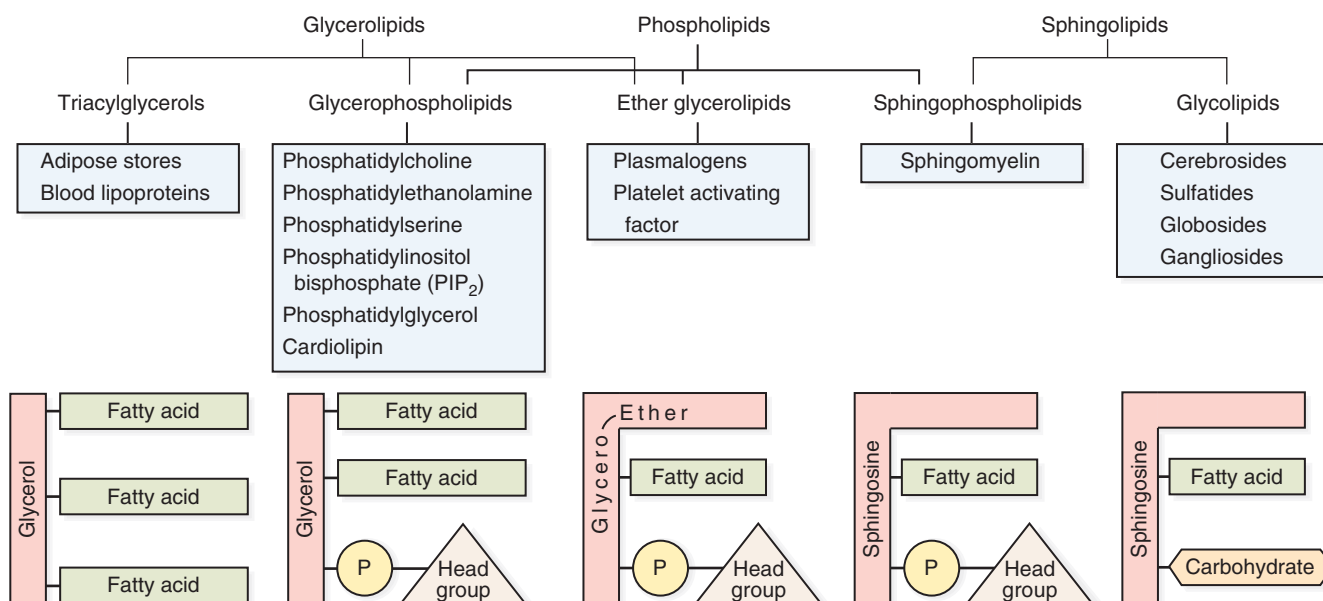 Glycerolipids
Phospholipids
Sphingolipids
Triacylglycerols
Glycerophospholipids
Ether glycerolipids
Sphingophospholipids
Glycolipids
Adipose stores
Blood lipoproteins
Phosphatidylcholine
Phosphatidylethanolamine
Phosphatidylserine
Phosphatidylinositol
bisphosphate (PIP2)
Phosphatidylglycerol
Cardiolipin
Plasmalogens
Platelet activating
factor
Sphingomyelin
Cerebrosides
Sulfatides
Globosides
Gangliosides
Glycerol
Fatty acid
Fatty acid
Fatty acid
Glycerol
Fatty acid
Fatty acid
P
Head
group
Glycero
Ether
Fatty acid
P
Head
group
Sphingosine
Fatty acid
P
Head
group
Sphingosine
Fatty acid
Carbohydrate